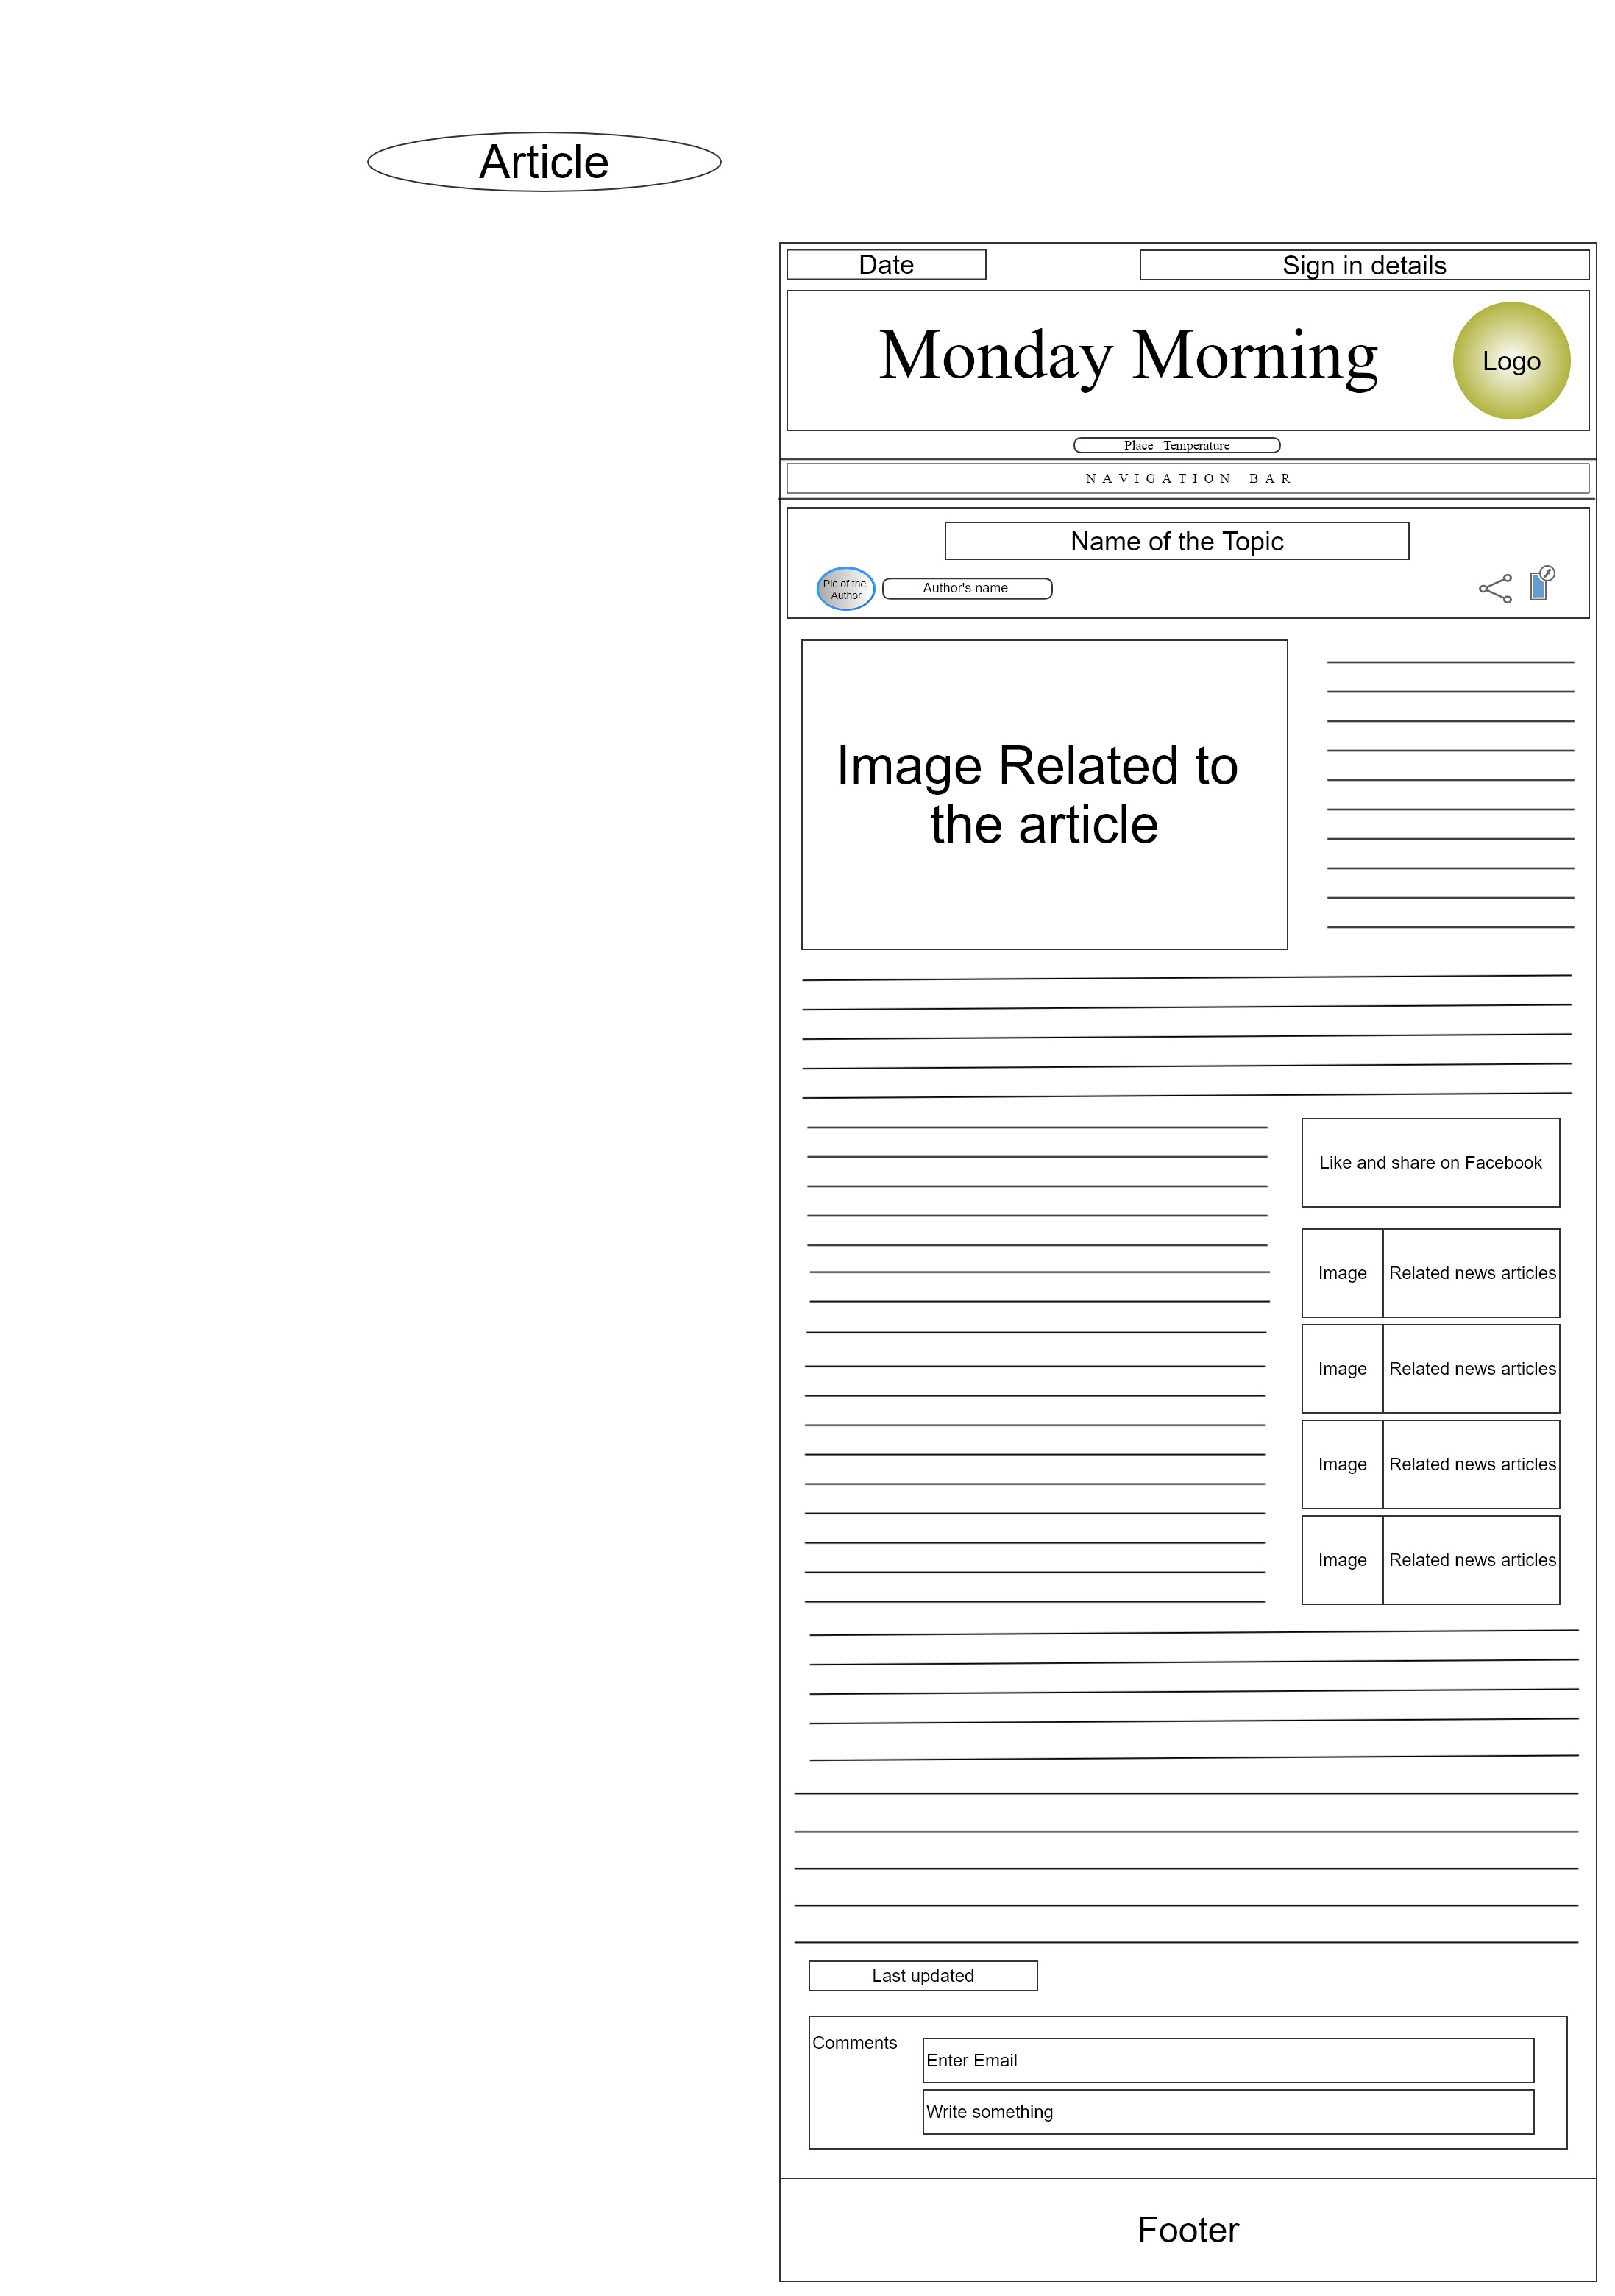 Article
Date
Sign in details
Monday Morning
Logo
Place Temperature
NAVIGATION BAR
Name of the Topic
Pic of the
Author
Author's name
Image Related to
the article
Like and share on Facebook
Image
Related news articles
Image
Related news articles
Image
Related news articles
Image
Related news articles
Last updated
Comments
Enter Email
Write something
Footer